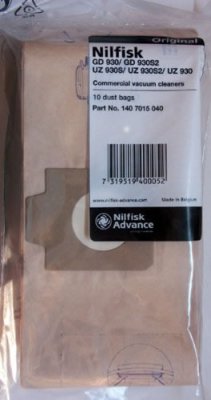 Original
Nilfisk
GD 930/ GD 930S2
UZ 930S/ UZ 930S2/ UZ 930
Commercial vacuum cleaners
10 dust bags
Part No. 140 7015 040
7 319519 400052
Nilfisk
Advance
nilfisk-advance.com Made in Belgium